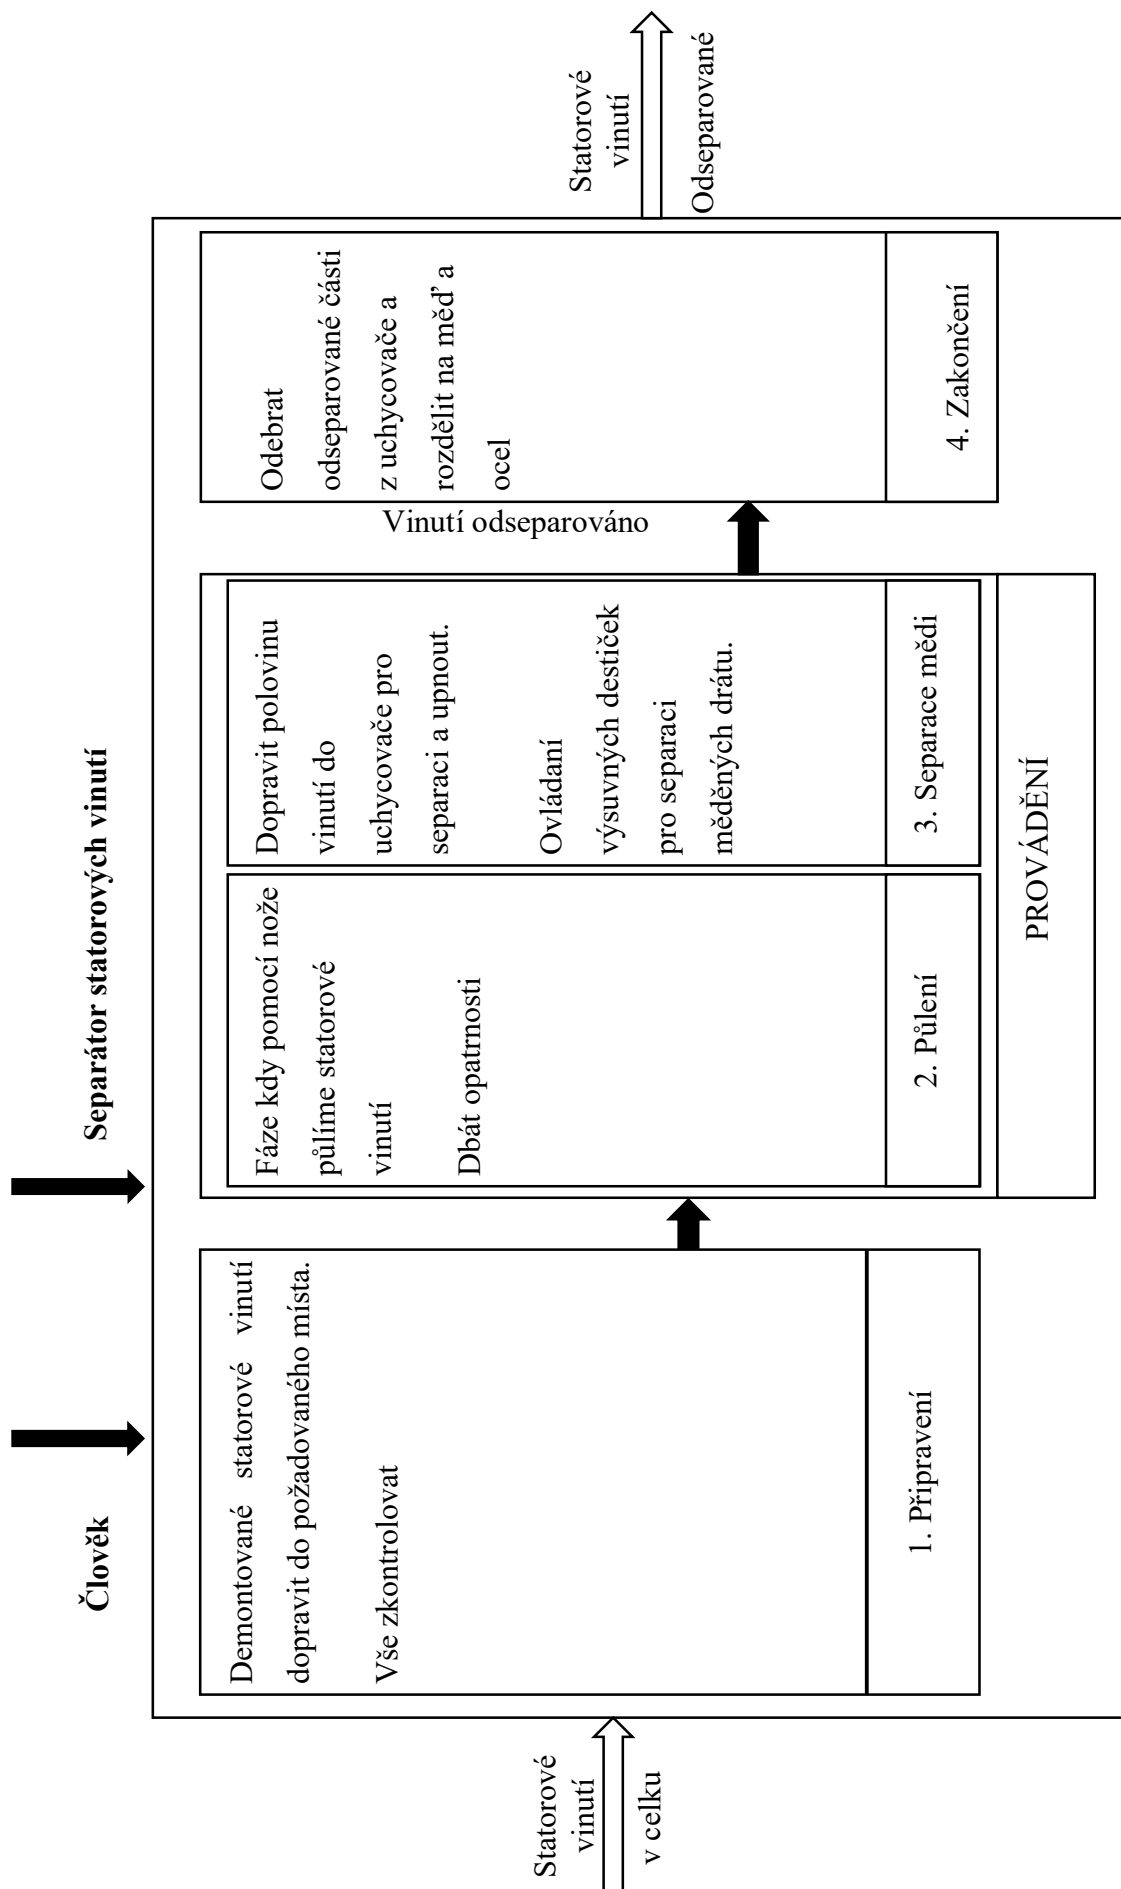 Člověk
Separátor statorových vinutí
Statorové
vinutí
v celku
Demontované statorové vinutí
dopravit do požadovaného místa.
Vše zkontrolovat
1. Připravení
Fáze kdy pomocí nože
půlíme statorové
vinutí
Dbát opatrnosti
2. Půlení
Dopravit polovinu
vinutí do
uchycovače pro
separaci a upnout.
Ovládaní
výsuvných destiček
pro separaci
měděných drátu.
3. Separace mědi
PROVÁDĚNÍ
Vinutí odseparováno
Odebrat
odseparované části
z uchycovače a
rozdělit na měď a
ocel
4. Zakončení
Statorové
vinutí
Odseparované